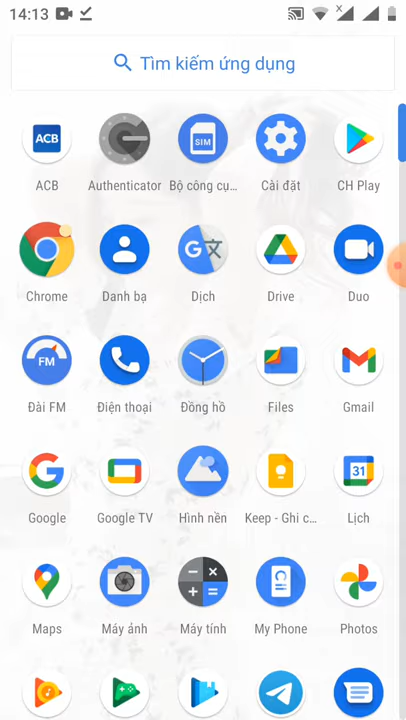 14:13
Tìm kiếm ứng dụng
ACB
SIM
ACB
Authenticator
Bộ công cụ...
Cài đặt
CH Play
G文
Chrome
Danh bạ
Dịch
Drive
Duo
FM
Đài FM
Điện thoại
Đồng hồ
Files
Gmail
31
Google
Google TV
Hình nền
Keep - Ghi c...
Lịch
Maps
Máy ảnh
Máy tính
My Phone
Photos